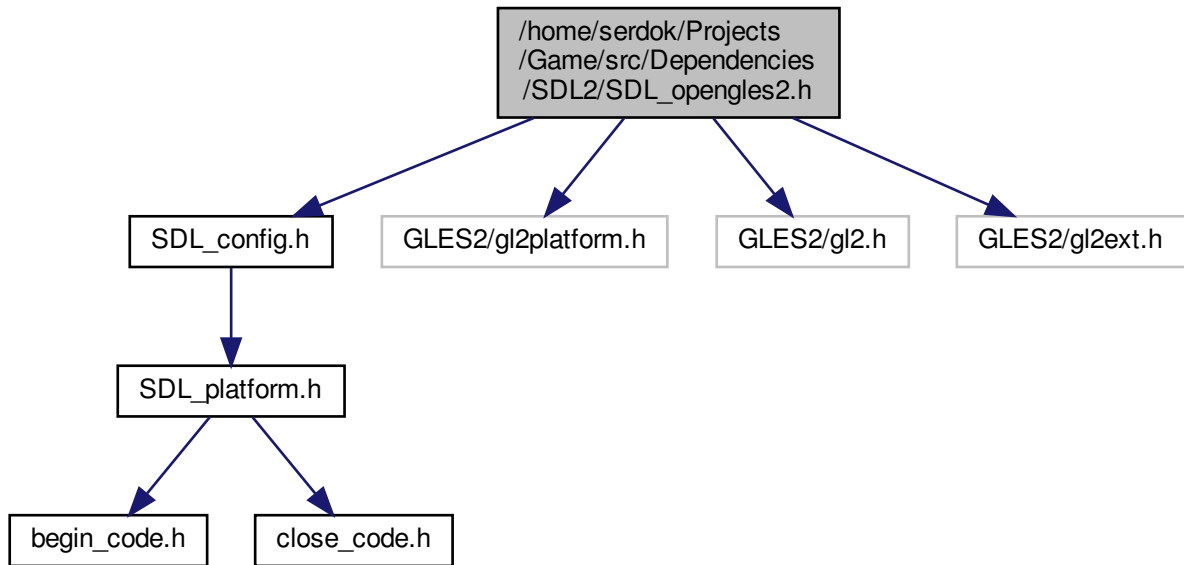 /home/serdok/Projects
/Game/src/Dependencies
/SDL2/SDL_opengles2.h
SDL_config.h
GLES2/gl2platform.h
GLES2/gl2.h
GLES2/gl2ext.h
SDL_platform.h
begin_code.h
close_code.h